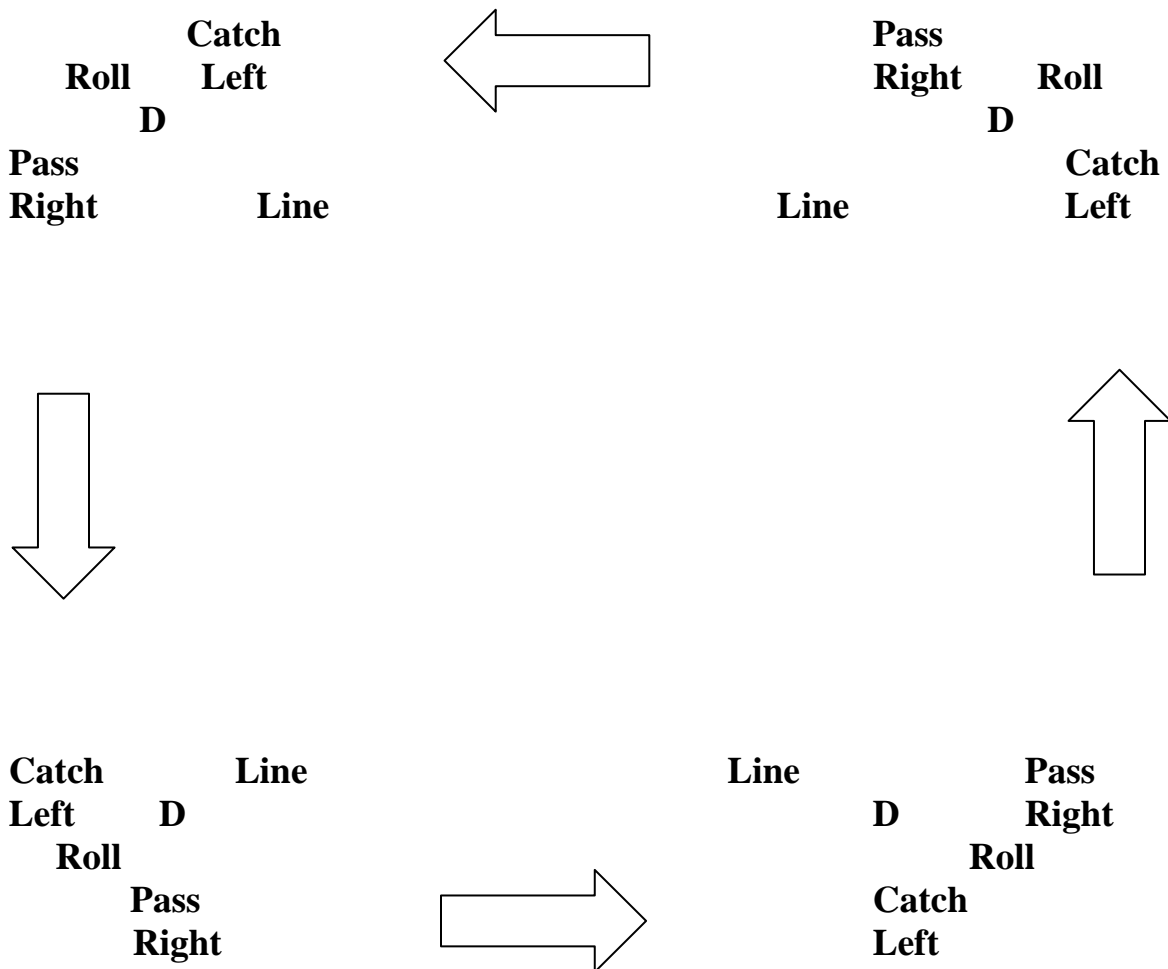 Catch Pass
Roll Left Right Roll
D D
Pass Catch
Right Line Line Left
Catch Line Line Pass
Left D D Right
Roll Roll
Pass Catch
Right Left